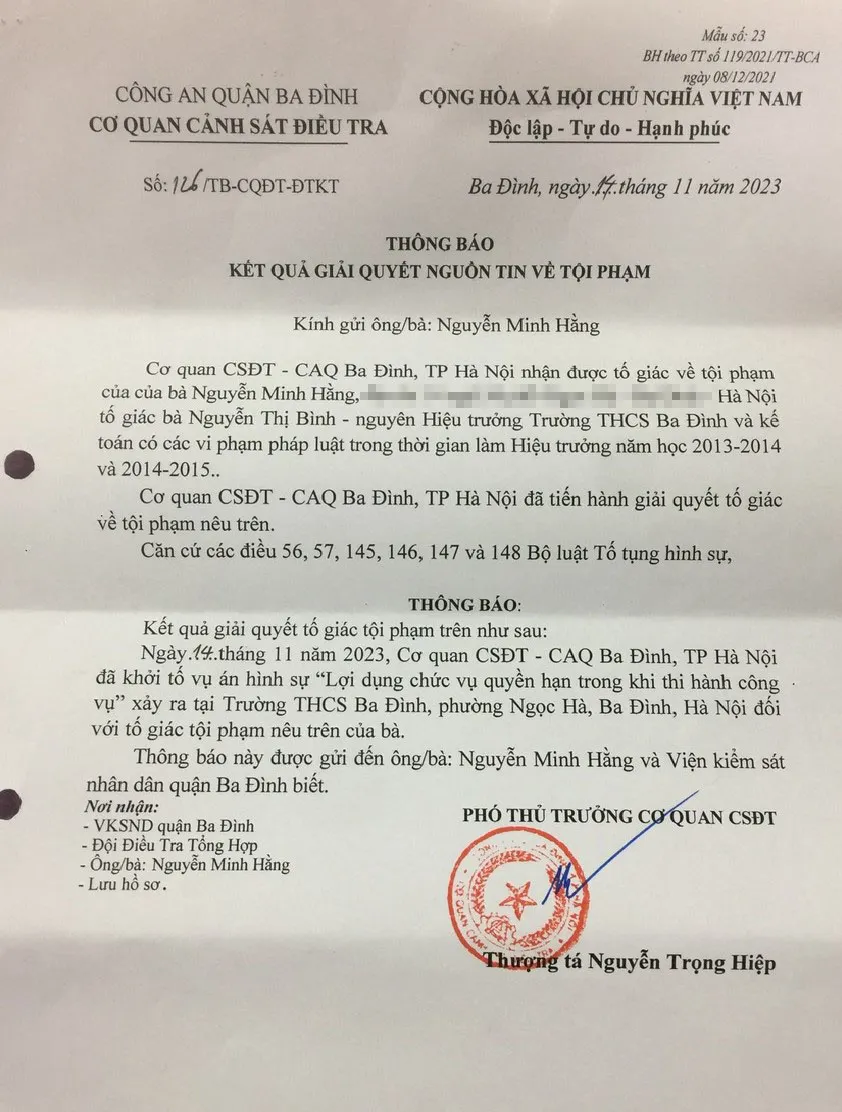 Mẫu số: 23
BH theo TT số 119/2021/TT-BCA
ngày 08/12/2021
CÔNG AN QUẬN BA ĐÌNH
CƠ QUAN CẢNH SÁT ĐIỀU TRA
CỘNG HÒA XÃ HỘI CHỦ NGHĨA VIỆT NAM
Độc lập - Tự do - Hạnh phúc
Số: 126/TB-CQĐT-ĐTKT
Ba Đình, ngày.14.tháng 11 năm 2023
THÔNG BÁO
KẾT QUẢ GIẢI QUYẾT NGUỒN TIN VỀ TỘI PHẠM
Kính gửi ông/bà: Nguyễn Minh Hằng
Cơ quan CSĐT - CAQ Ba Đình, TP Hà Nội nhận được tố giác về tội phạm
của của bà Nguyễn Minh Hằng, Hà Nội
tố giác bà Nguyễn Thị Bình - nguyên Hiệu trưởng Trường THCS Ba Đình và kế
toán có các vi phạm pháp luật trong thời gian làm Hiệu trưởng năm học 2013-2014
và 2014-2015..
Cơ quan CSĐT - CAQ Ba Đình, TP Hà Nội đã tiến hành giải quyết tố giác
về tội phạm nêu trên.
Căn cứ các điều 56, 57, 145, 146, 147 và 148 Bộ luật Tố tụng hình sự,
THÔNG BÁO:
Kết quả giải quyết tố giác tội phạm trên như sau:
Ngày.14.tháng 11 năm 2023, Cơ quan CSĐT - CAQ Ba Đình, TP Hà Nội
đã khởi tố vụ án hình sự “Lợi dụng chức vụ quyền hạn trong khi thi hành công
vụ” xảy ra tại Trường THCS Ba Đình, phường Ngọc Hà, Ba Đình, Hà Nội đối
với tố giác tội phạm nêu trên của bà.
Thông báo này được gửi đến ông/bà: Nguyễn Minh Hằng và Viện kiểm sát
nhân dân quận Ba Đình biết.
Nơi nhận:
- VKSND quận Ba Đình
- Đội Điều Tra Tổng Hợp
- Ông/bà: Nguyễn Minh Hằng
- Lưu hồ sơ.
PHÓ THỦ TRƯỞNG CƠ QUAN CSĐT
Thượng tá Nguyễn Trọng Hiệp